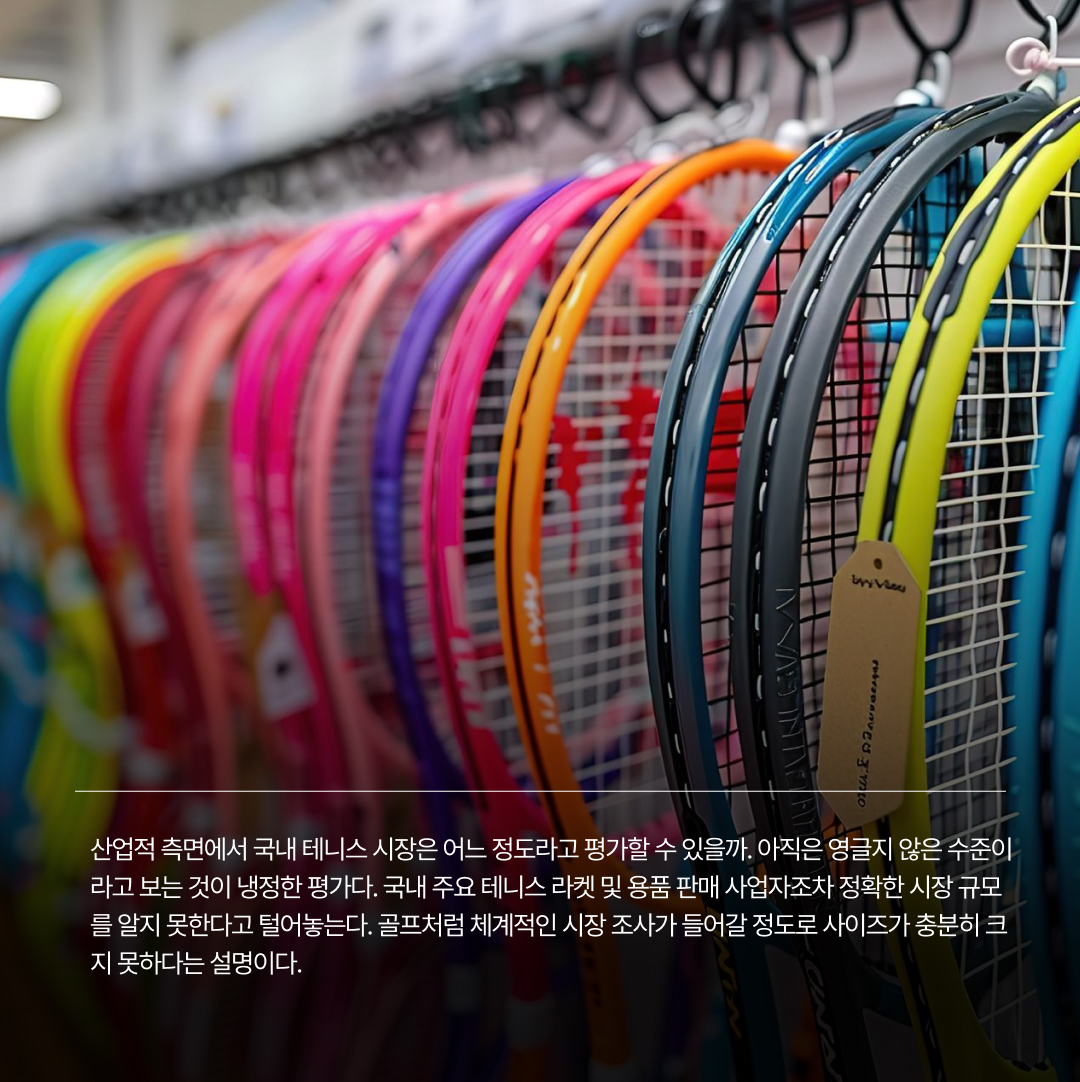 산업적 측면에서 국내 테니스 시장은 어느 정도라고 평가할 수 있을까. 아직은 영글지 않은 수준이
라고 보는 것이 냉정한 평가다. 국내 주요 테니스 라켓 및 용품 판매 사업자조차 정확한 시장 규모
를 알지 못한다고 털어놓는다. 골프처럼 체계적인 시장 조사가 들어갈 정도로 사이즈가 충분히 크
지 못하다는 설명이다.